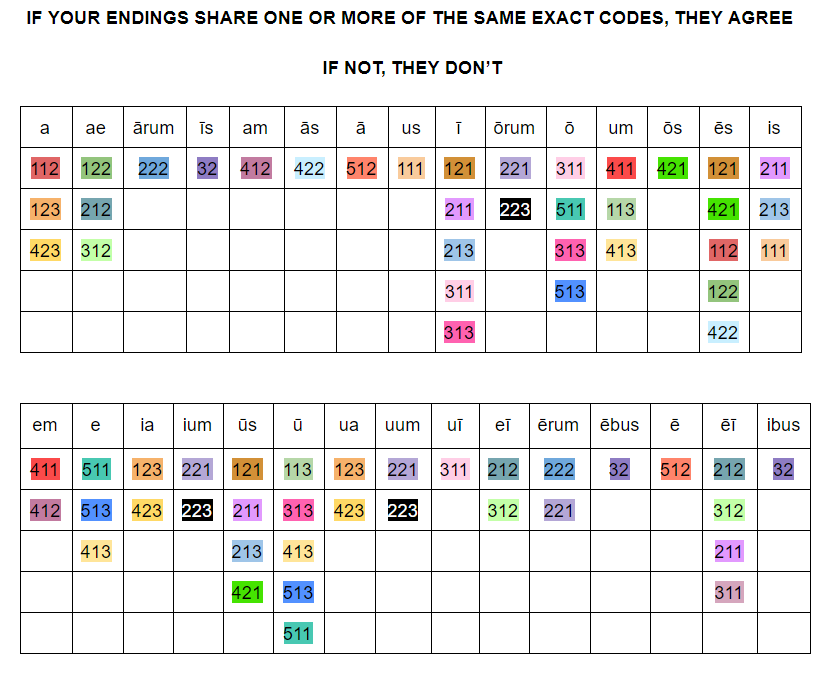 IF YOUR ENDINGS SHARE ONE OR MORE OF THE SAME EXACT CODES, THEY AGREE
IF NOT, THEY DON’T
a ae ārum īs am ās ā us ī ōrum ō um ōs ēs is
112 122 222 32 412 422 512 111 121 221 311 411 421 121 211
123 212 211 223 511 113 421 213
423 312 213 313 413 112 111
311 513 122
313 422
em e ia ium ūs ū ua uum uī eī ērum ēbus ē ēī ibus
411 511 123 221 121 113 123 221 311 212 222 32 512 212 32
412 513 423 223 211 313 423 223 312 221 312
413 213 413 211
421 513 311
511